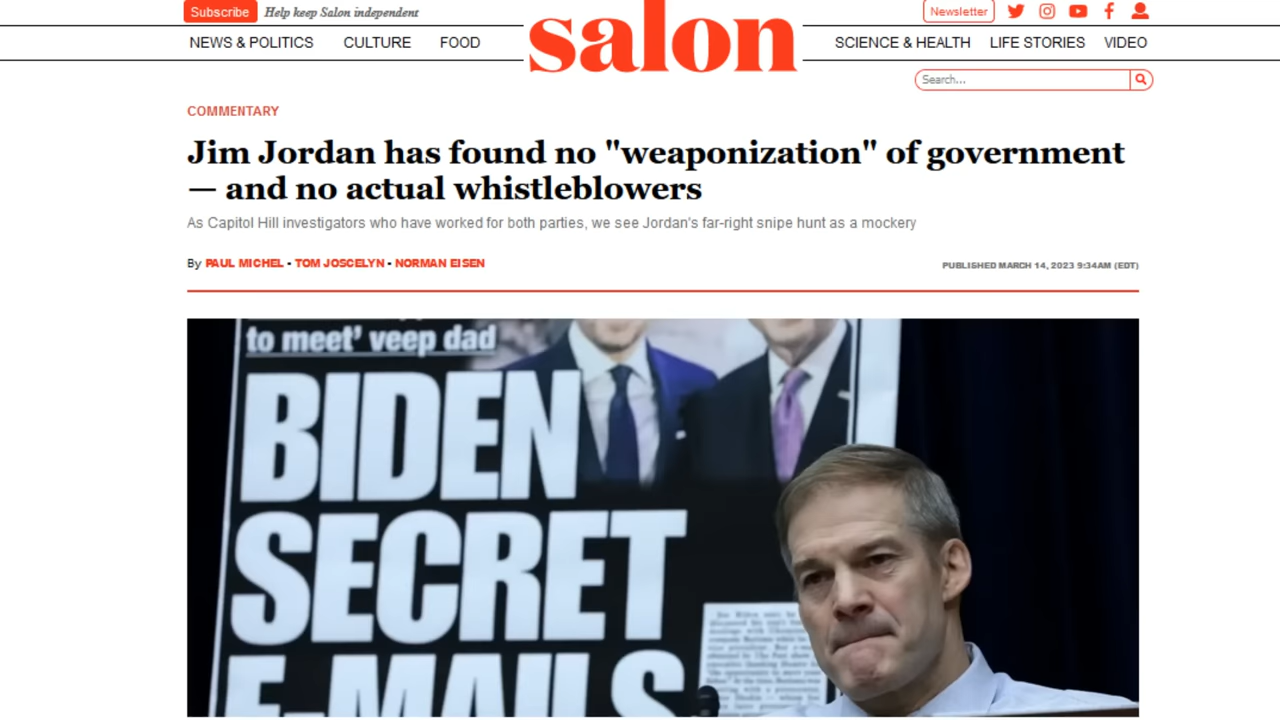 Subscribe Help keep Salon independent
Newsletter
NEWS & POLITICS CULTURE FOOD
salon
SCIENCE & HEALTH LIFE STORIES VIDEO
Search...
COMMENTARY
Jim Jordan has found no "weaponization" of government
— and no actual whistleblowers
As Capitol Hill investigators who have worked for both parties, we see Jordan's far-right snipe hunt as a mockery
By PAUL MICHEL • TOM JOSCELYN • NORMAN EISEN
PUBLISHED MARCH 14, 2023 9:34AM (EDT)
to meet' veep dad
BIDEN
SECRET
E-MAILS